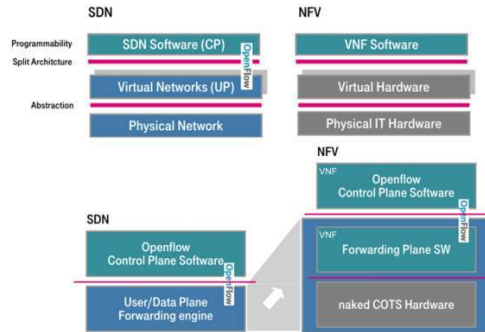 SDN
NFV
Programmability
SDN Software (CP)
VNF Software
Split Architcture
OpenFlow
Virtual Networks (UP)
Virtual Hardware
Abstraction
Physical Network
Physical IT Hardware
NFV
VNF
Openflow
Control Plane Software
SDN
OpenFlow
Openflow
Control Plane Software
VNF
Forwarding Plane SW
OpenFlow
User/Data Plane
Forwarding engine
naked COTS Hardware